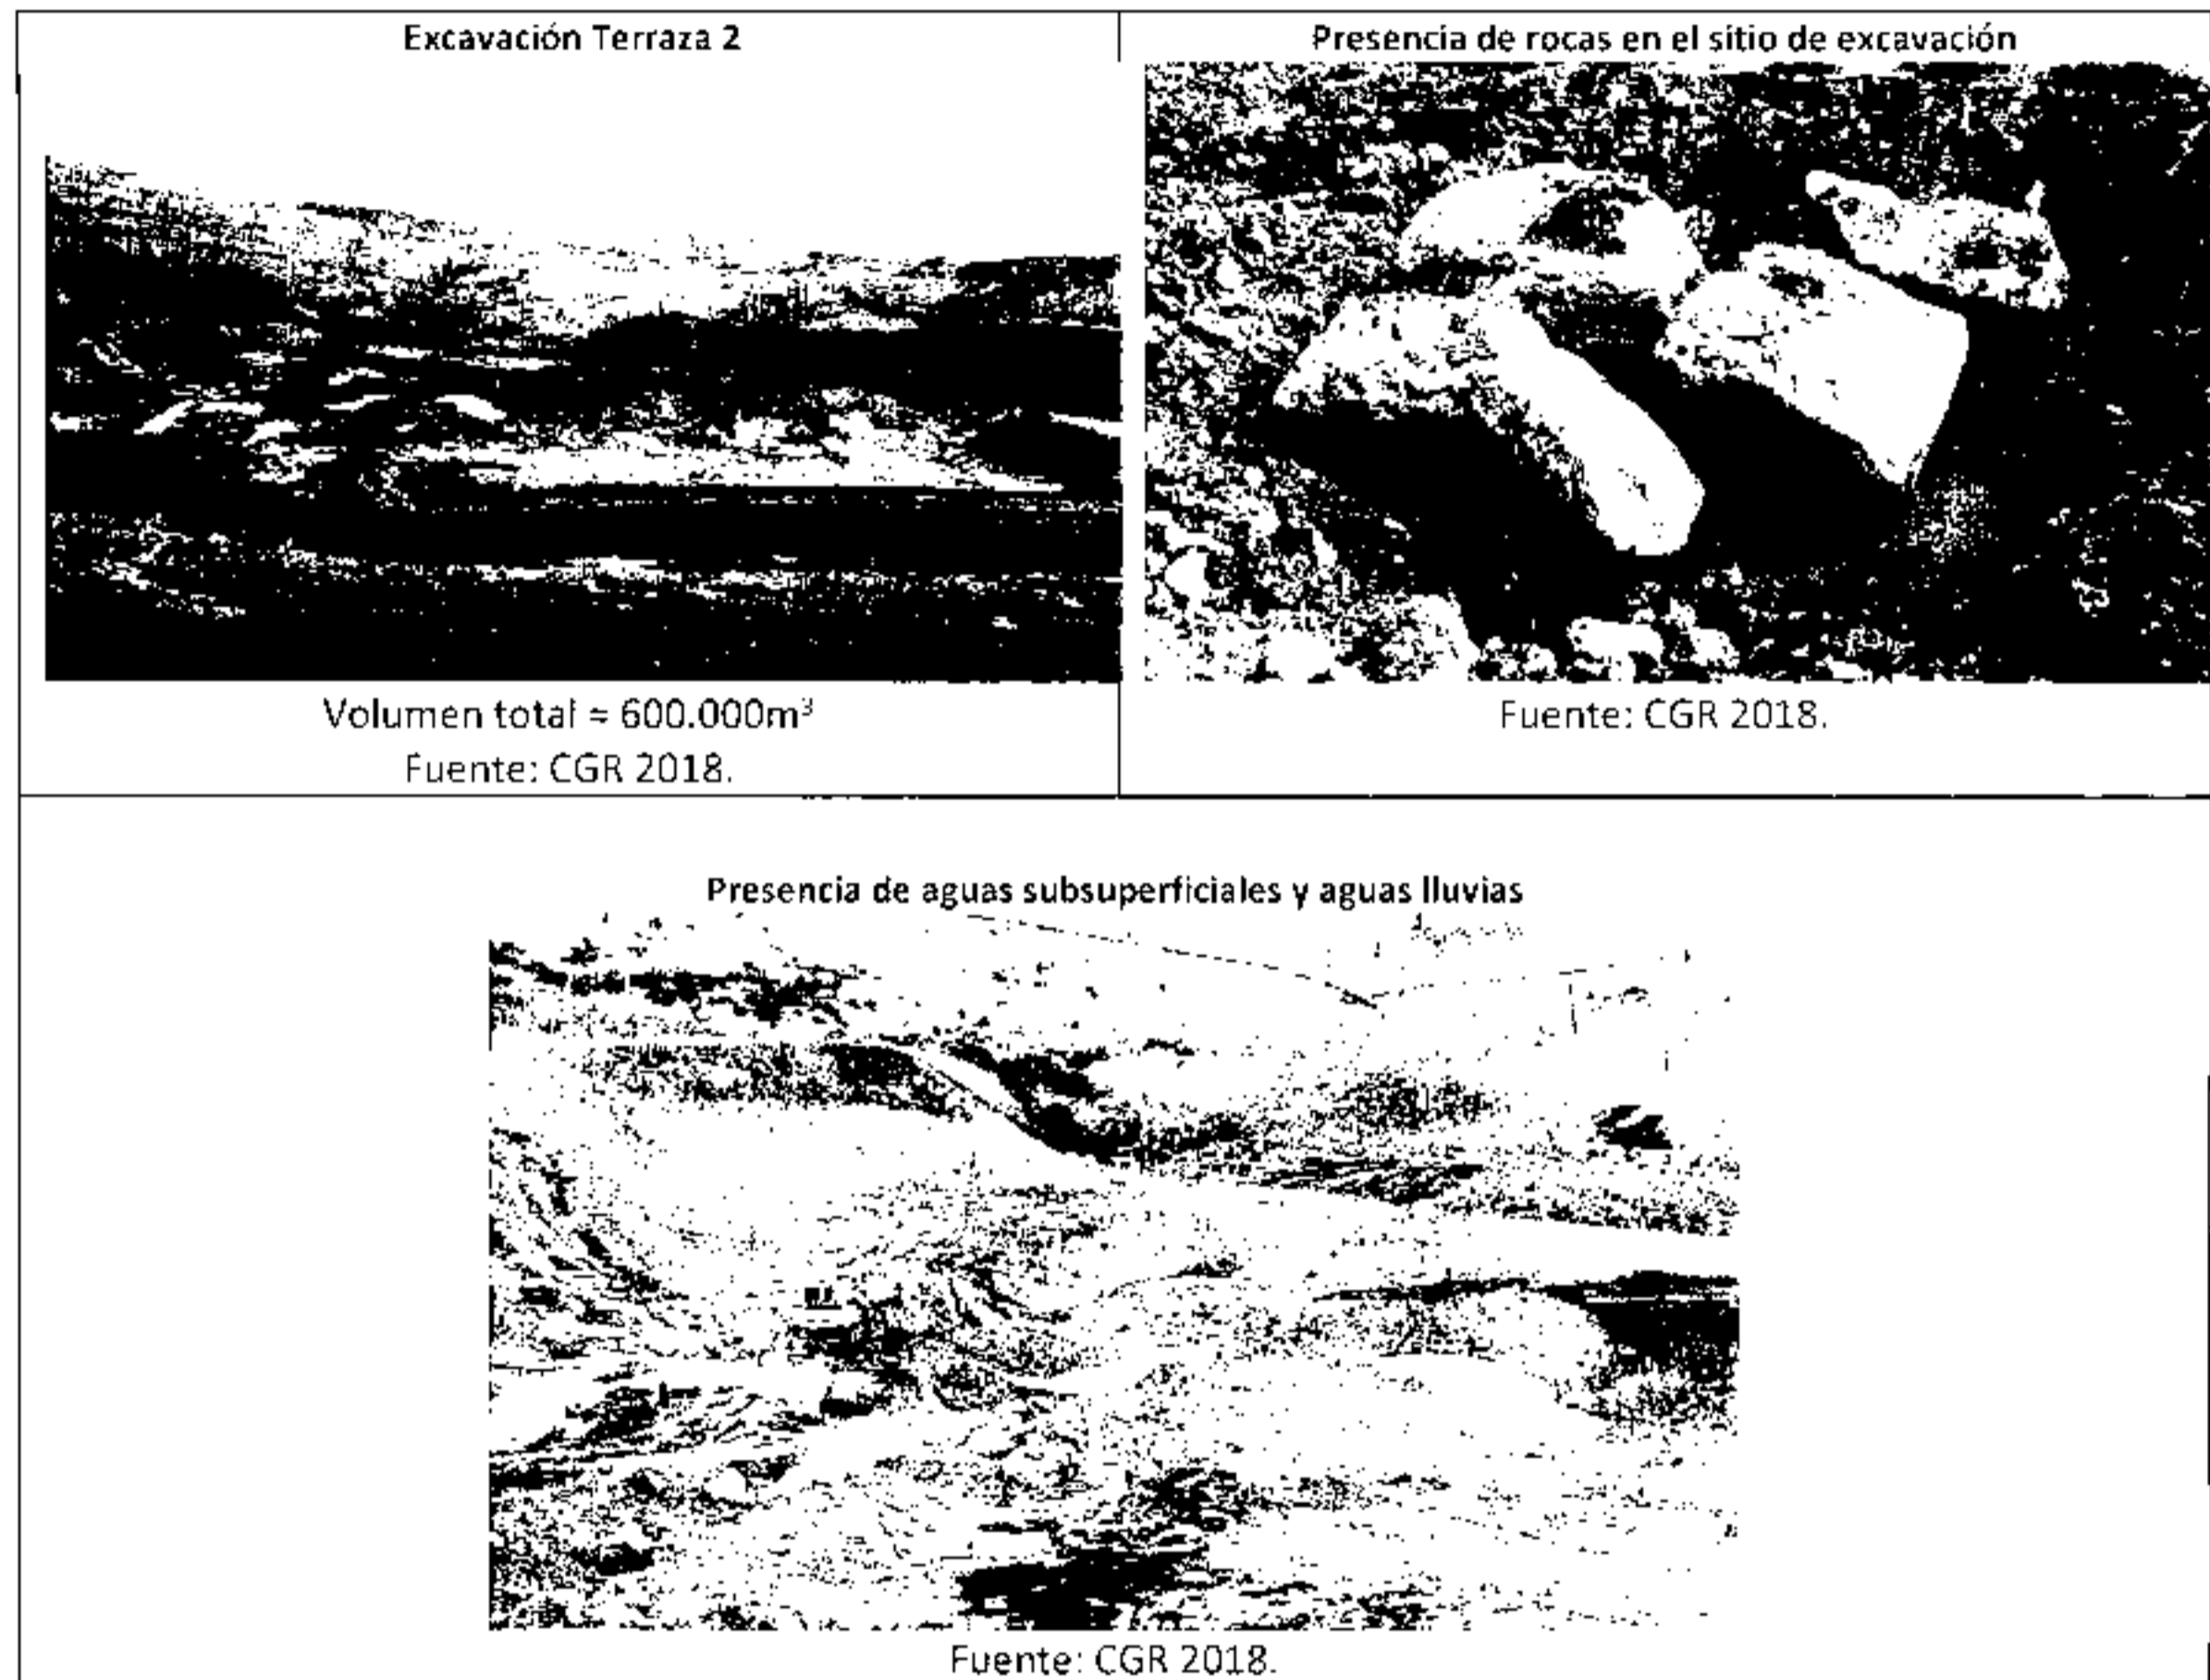 Excavación Terraza 2
Volumen total = 600.000m³
Fuente: CGR 2018.
Presencia de rocas en el sitio de excavación
Fuente: CGR 2018.
Presencia de aguas subsuperficiales y aguas lluvias
Fuente: CGR 2018.